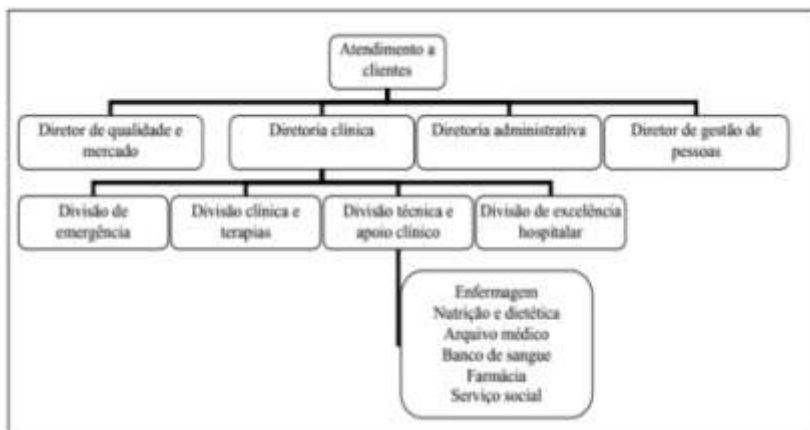 Atendimento a
clientes
Diretor de qualidade e
mercado
Diretoria clínica
Diretoria administrativa
Diretor de gestão de
pessoas
Divisão de
emergência
Divisão clínica e
terapias
Divisão técnica e
apoio clínico
Divisão de excelência
hospitalar
Enfermagem
Nutrição e dietética
Arquivo médico
Banco de sangue
Farmácia
Serviço social